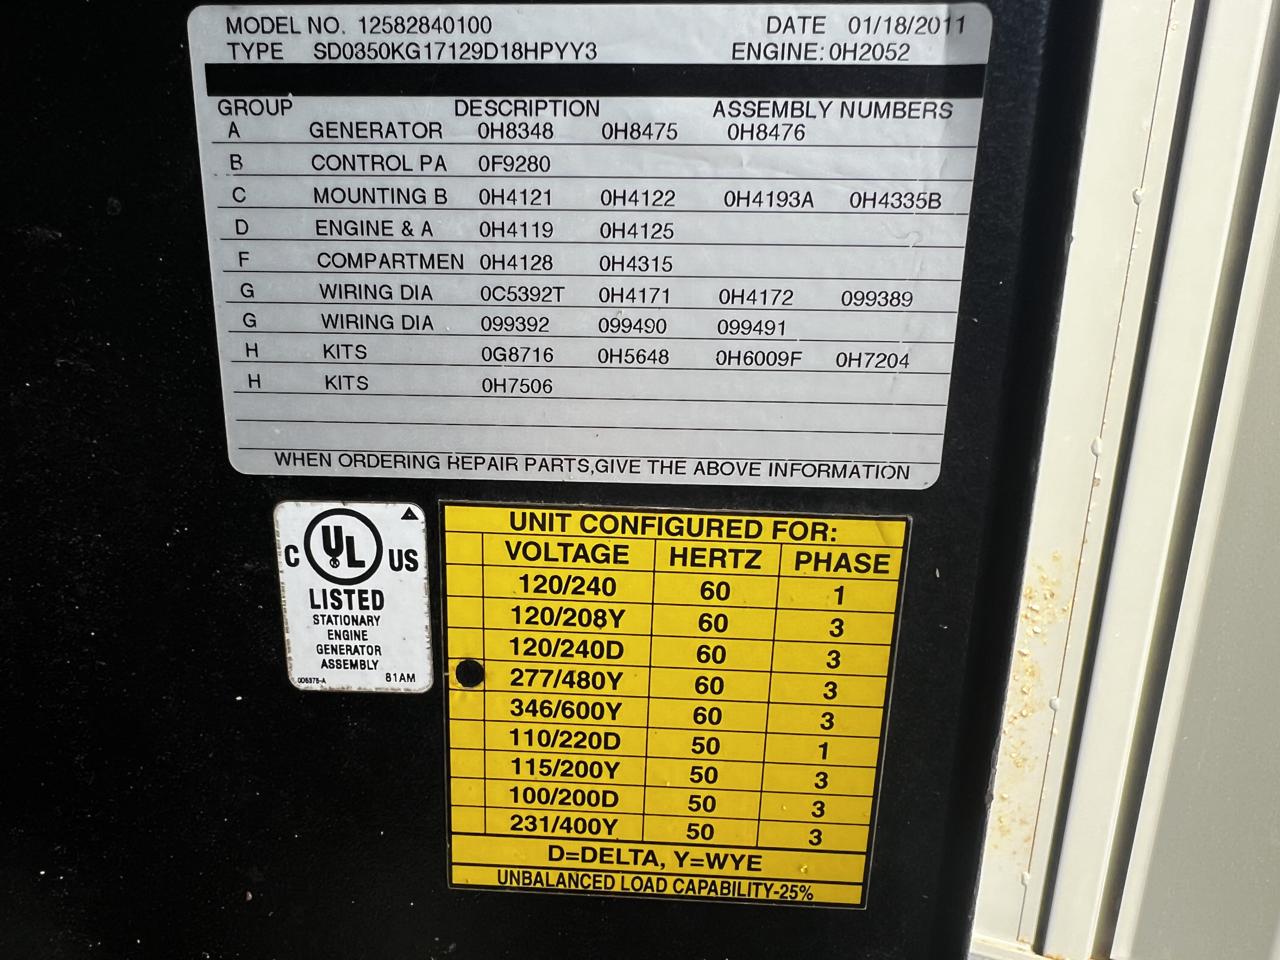 MODEL NO. 12582840100 DATE 01/18/2011
TYPE SD0350KG17129D18HPYY3 ENGINE: 0H2052
GROUP DESCRIPTION ASSEMBLY NUMBERS
A GENERATOR 0H8348 0H8475 0H8476
B CONTROL PA 0F9280
C MOUNTING B 0H4121 0H4122 0H4193A 0H4335B
D ENGINE & A 0H4119 0H4125
F COMPARTMEN 0H4128 0H4315
G WIRING DIA 0C5392T 0H4171 0H4172 099389
G WIRING DIA 099392 099490 099491
H KITS 0G8716 0H5648 0H6009F 0H7204
H KITS 0H7506
WHEN ORDERING REPAIR PARTS,GIVE THE ABOVE INFORMATION
C UL US
LISTED
STATIONARY
ENGINE
GENERATOR
ASSEMBLY
81AM
UNIT CONFIGURED FOR:
VOLTAGE HERTZ PHASE
120/240 60 1
120/208Y 60 3
120/240D 60 3
277/480Y 60 3
346/600Y 60 3
110/220D 50 1
115/200Y 50 3
100/200D 50 3
231/400Y 50 3
D=DELTA, Y=WYE
UNBALANCED LOAD CAPABILITY-25%